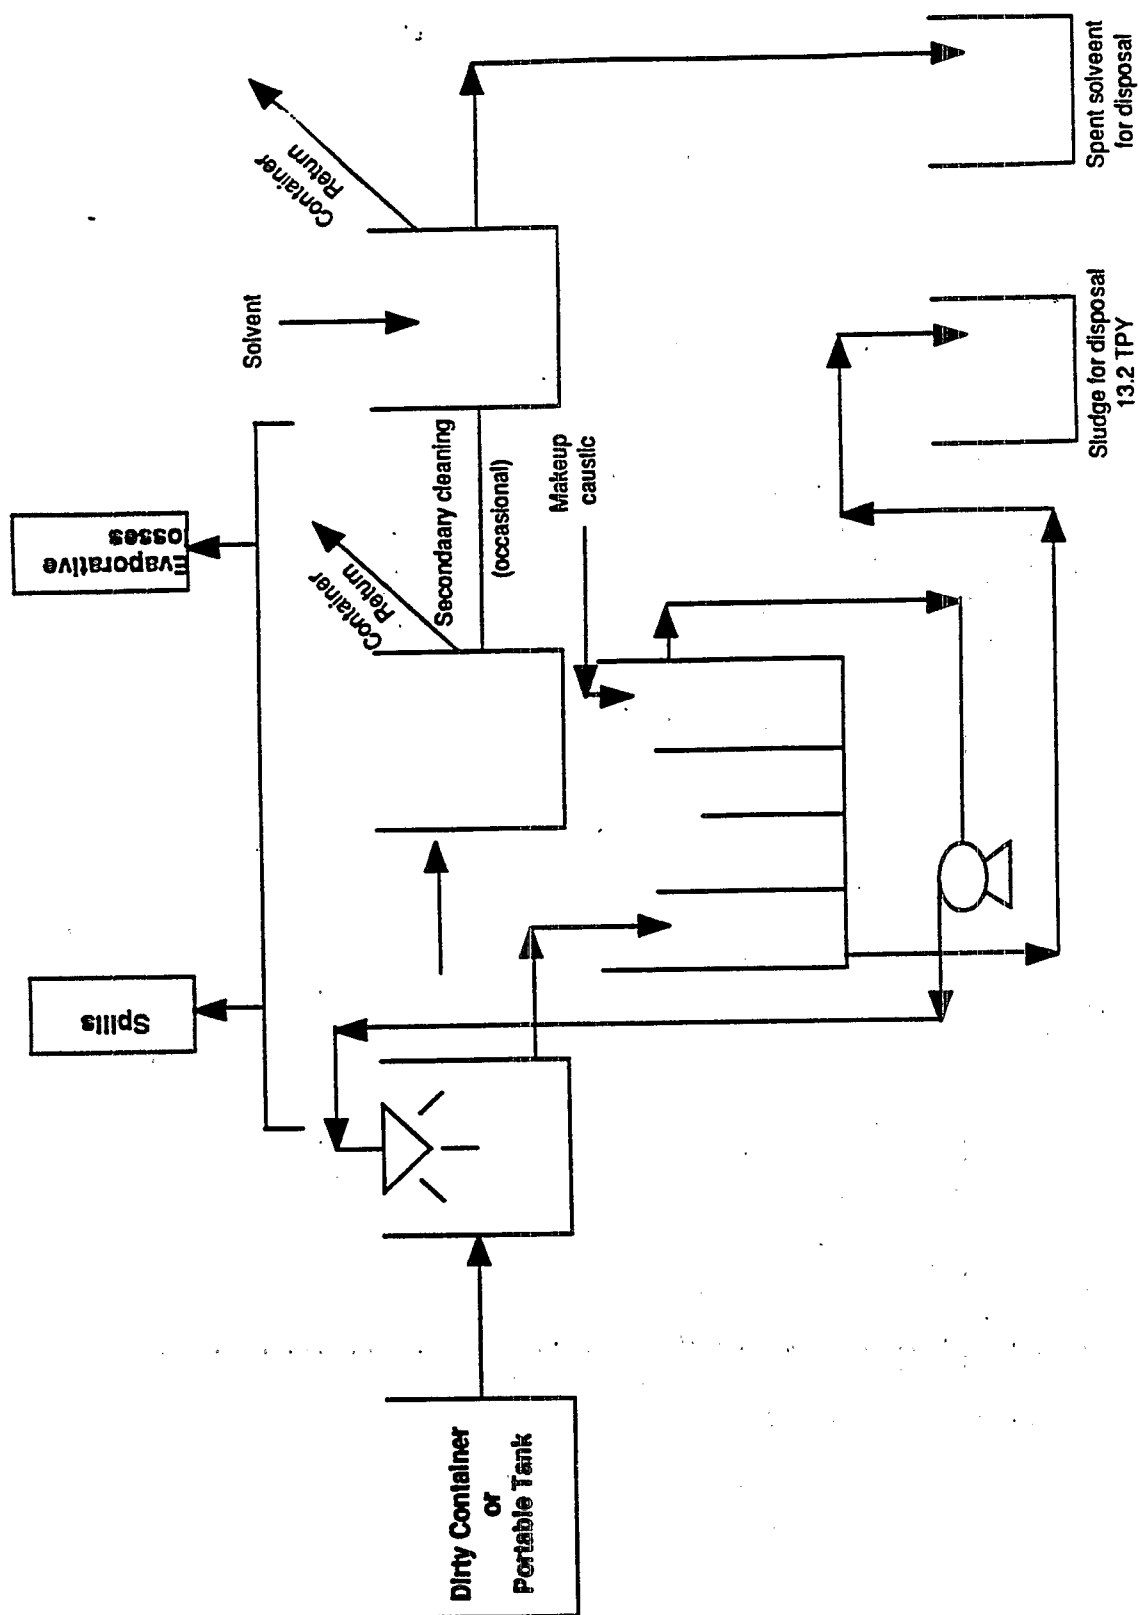 Spills
Evaporative
losses
Dirty Container
or
Portable Tank
Container
Return
Secondaary cleaning
(occasional)
Solvent
Container
Return
Makeup
caustic
Sludge for disposal
13.2 TPY
Spent solveent
for disposal